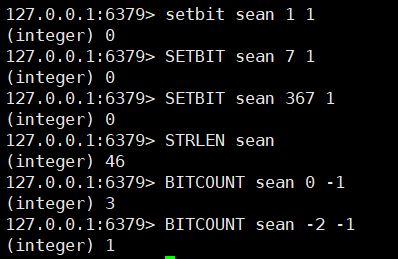 127.0.0.1:6379> setbit sean 1 1
(integer) 0
127.0.0.1:6379> SETBIT sean 7 1
(integer) 0
127.0.0.1:6379> SETBIT sean 367 1
(integer) 0
127.0.0.1:6379> STRLEN sean
(integer) 46
127.0.0.1:6379> BITCOUNT sean 0 -1
(integer) 3
127.0.0.1:6379> BITCOUNT sean -2 -1
(integer) 1